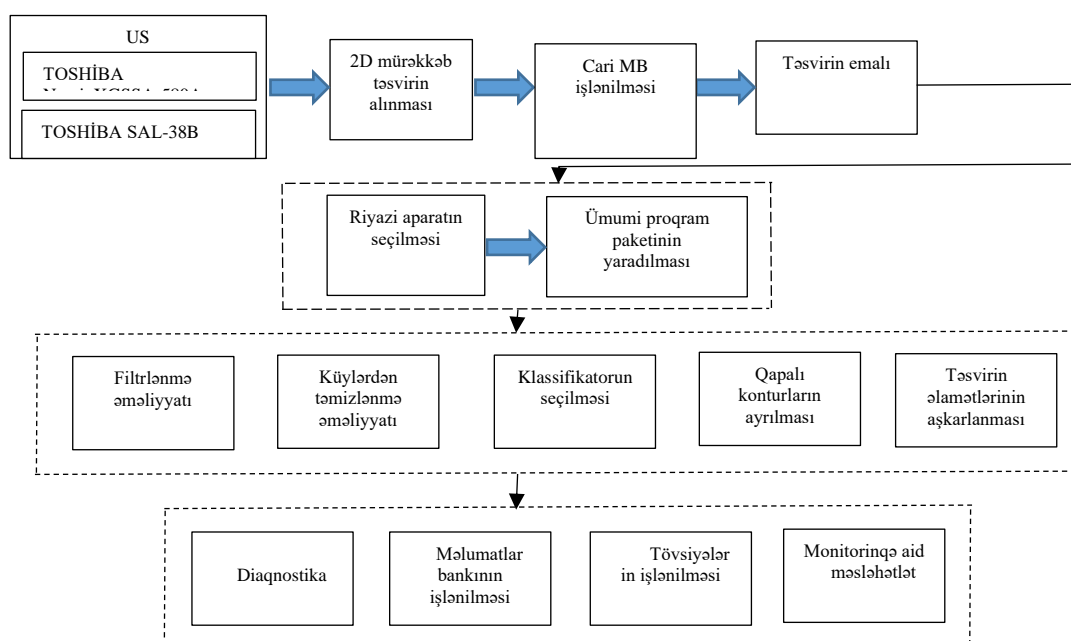 US
TOSHİBA
TOSHİBA SAL-38B
2D mürəkkəb
təsvirin
alınması
Cari MB
işlənilməsi
Təsvirin emalı
Riyazi aparatın
seçilməsi
Ümumi proqram
paketinin
yaradılması
Filtrlənmə
əməliyyatı
Küylərdən
təmizlənmə
əməliyyatı
Klassifikatorun
seçilməsi
Qapalı
konturların
ayrılması
Təsvirin
əlamətlərinin
aşkarlanması
Diaqnostika
Məlumatlar
bankının
işlənilməsi
Tövsiyələr
in işlənilməsi
Monitorinqə aid
məsləhətlət